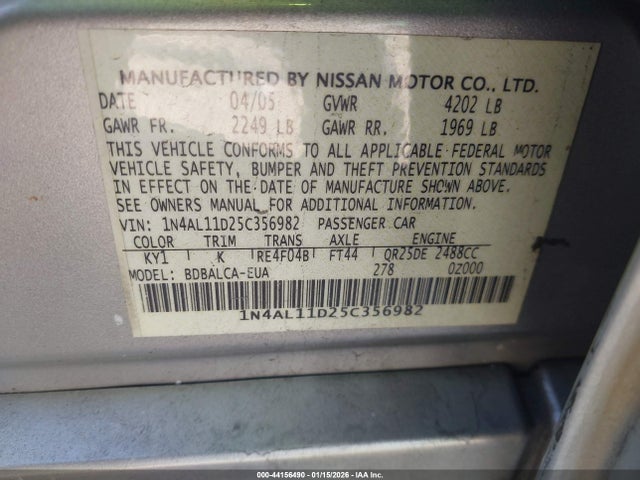 MANUFACTURED BY NISSAN MOTOR CO., LTD.
DATE 04/05 GVWR 4202 LB
GAWR FR. 2249 LB GAWR RR. 1969 LB
THIS VEHICLE CONFORMS TO ALL APPLICABLE FEDERAL MOTOR
VEHICLE SAFETY, BUMPER AND THEFT PREVENTION STANDARDS
IN EFFECT ON THE DATE OF MANUFACTURE SHOWN ABOVE.
SEE OWNERS MANUAL FOR ADDITIONAL INFORMATION.
VIN: 1N4AL11D25C356982 PASSENGER CAR
COLOR TRIM TRANS AXLE ENGINE
KY1 K RE4F04B FT44 QR25DE 2488CC
MODEL: BDBALCA-EUA 278 0Z000
1N4AL11D25C356982
000-44156490 - 01/15/2026 - IAA Corp.